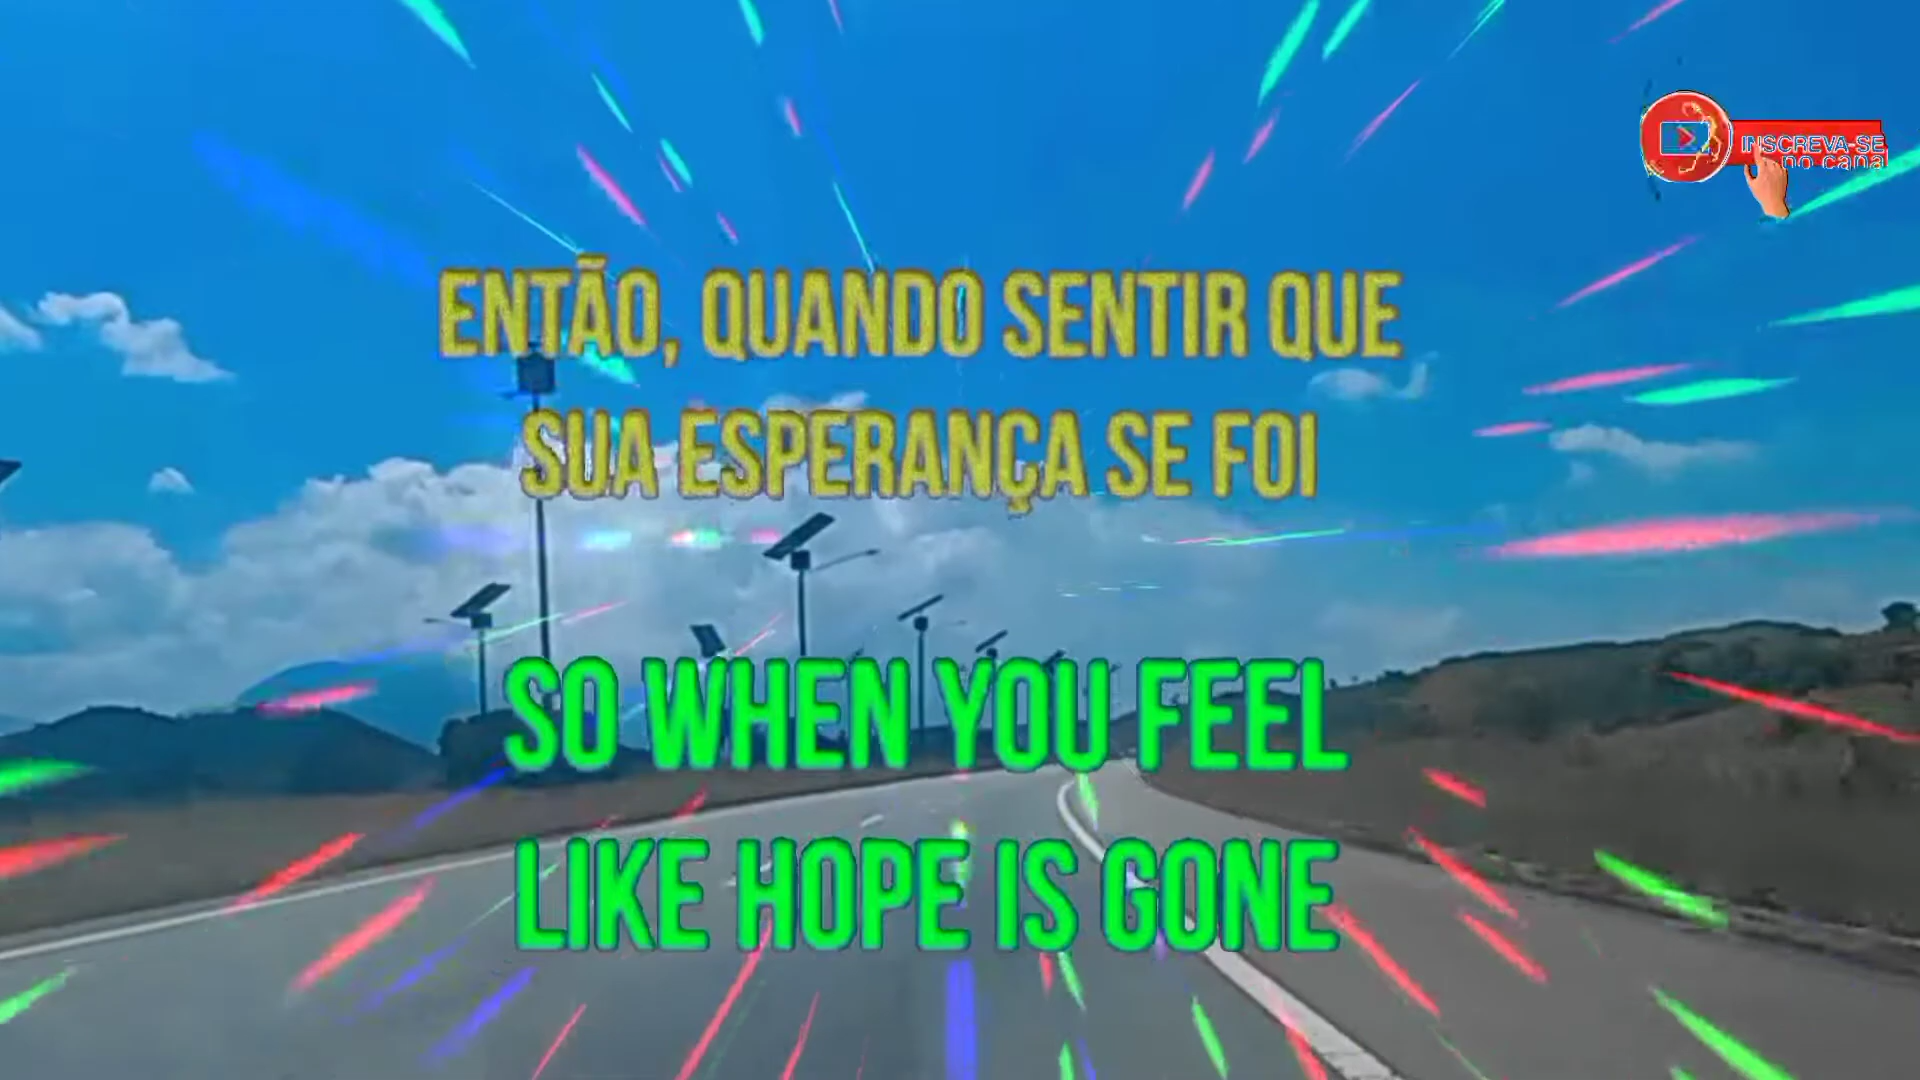 INSCREVA-SE
no cana
ENTÃO, QUANDO SENTIR QUE
SUA ESPERANÇA SE FOI
SO WHEN YOU FEEL
LIKE HOPE IS GONE